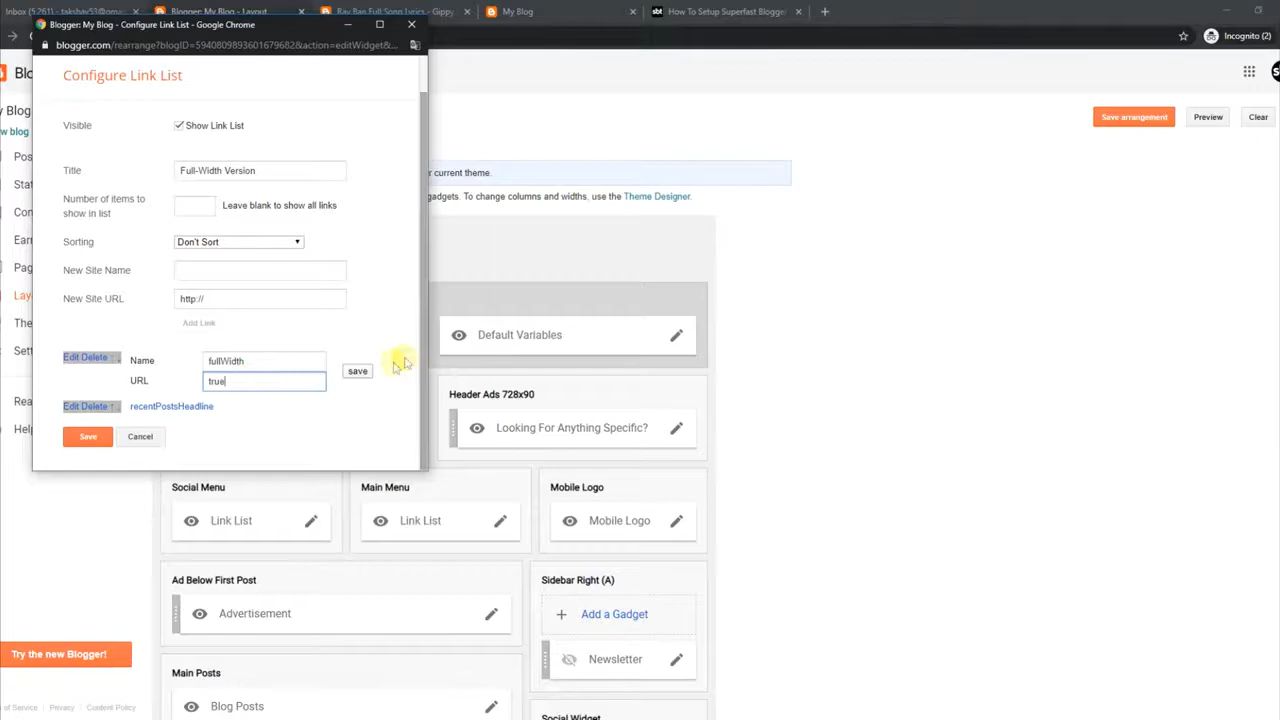 Inbox (5,261)
Blogger: My Blog - Layout
Ray Ban Full Song Lyrics - Gippy
My Blog
How To Setup Superfast Blogger
Blogger: My Blog - Configure Link List - Google Chrome
blogger.com/rearrange?blogID=5940809893601679682&action=editWidget&...
Incognito (2)
Configure Link List
Visible
Show Link List
Title
Full-Width Version
Number of items to
show in list
Leave blank to show all links
Sorting
Don't Sort
New Site Name
New Site URL
http://
Add Link
Edit Delete
Name
fullWidth
URL
true
save
Edit Delete
recentPostsHeadline
Save
Cancel
Save arrangement
Preview
Clear
r current theme.
gadgets. To change columns and widths, use the Theme Designer.
Default Variables
Header Ads 728x90
Looking For Anything Specific?
Social Menu
Main Menu
Mobile Logo
Link List
Link List
Mobile Logo
Ad Below First Post
Sidebar Right (A)
Advertisement
Add a Gadget
Newsletter
Main Posts
Blog Posts
Social Widget
Blo
y Blog
w blog
Pos
Stat
Con
Earn
Pag
Lay
The
Sett
Rea
Help
Try the new Blogger!
s of Service
Privacy
Content Policy